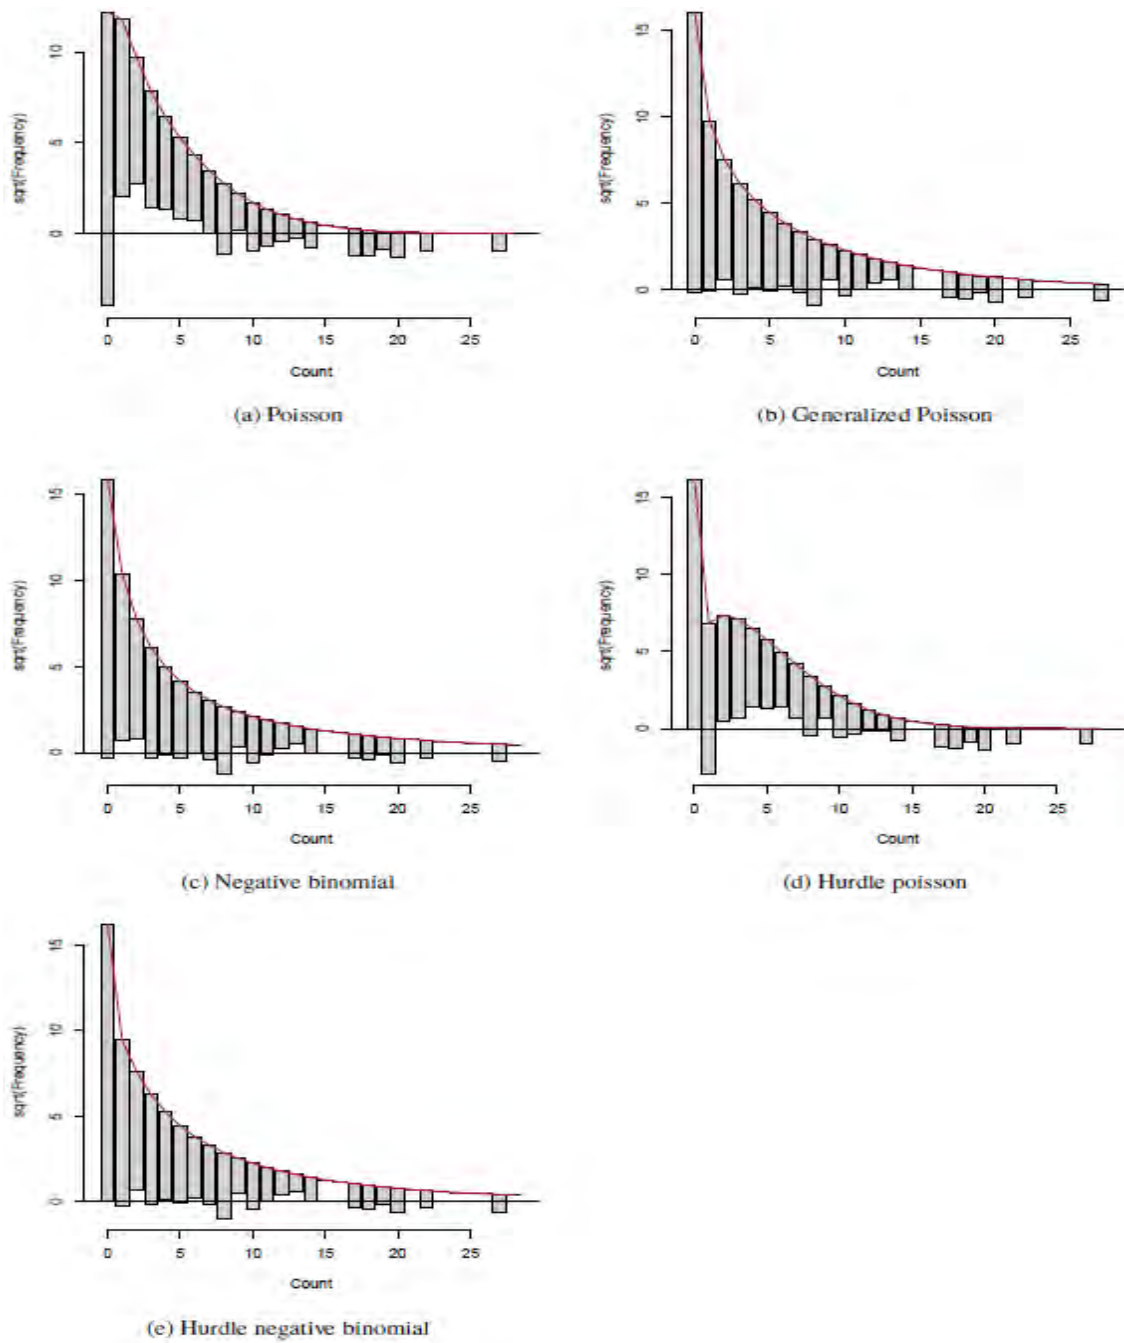 sqrt(Frequency)
10
5
0
0 5 10 15 20 25
Count
(a) Poisson
sqrt(Frequency)
15
10
5
0
0 5 10 15 20 25
Count
(b) Generalized Poisson
sqrt(Frequency)
15
10
5
0
0 5 10 15 20 25
Count
(c) Negative binomial
sqrt(Frequency)
15
10
5
0
0 5 10 15 20 25
Count
(d) Hurdle poisson
sqrt(Frequency)
15
10
5
0
0 5 10 15 20 25
Count
(e) Hurdle negative binomial